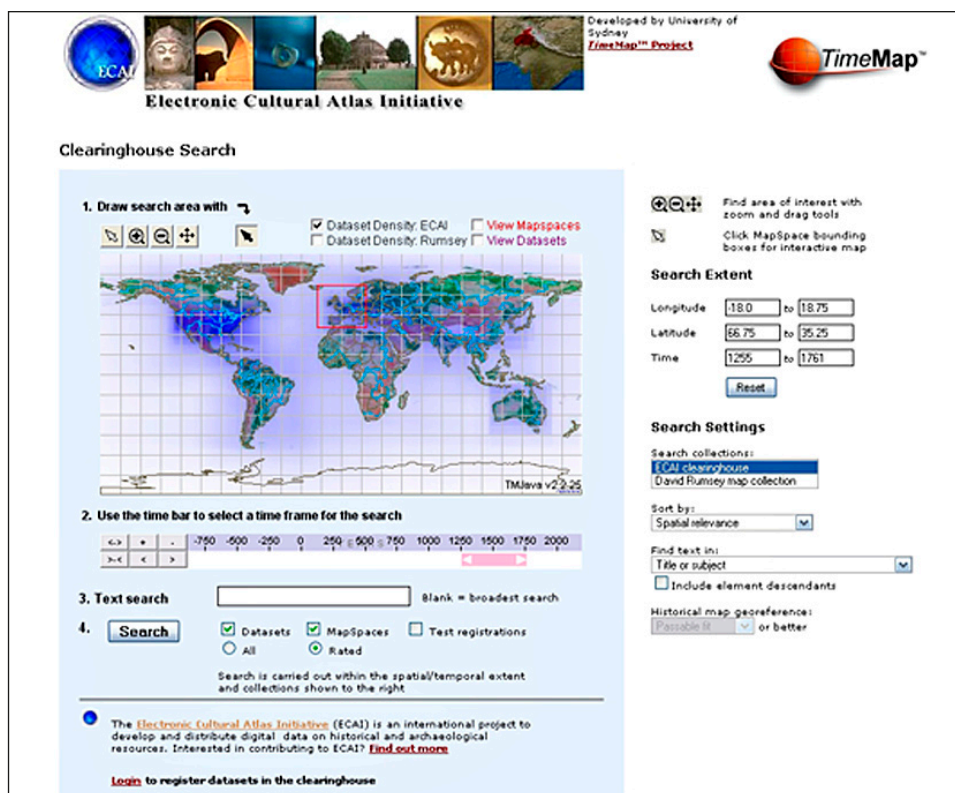 ECAI
Electronic Cultural Atlas Initiative
Developed by University of
Sydney
TimeMap™ Project
TimeMap™
Clearinghouse Search
1. Draw search area with
Dataset Density: ECAI
View Mapspaces
Dataset Density: Rumsey
View Datasets
TMJava v2.2.25
2. Use the time bar to select a time frame for the search
<-> + - -750 -500 -250 0 250 500 750 1000 1250 1500 1750 2000
>-< < >
3. Text search
Blank = broadest search
4. Search
Datasets MapSpaces Test registrations
All Rated
Search is carried out within the spatial/temporal extent
and collections shown to the right
The Electronic Cultural Atlas Initiative (ECAI) is an international project to
develop and distribute digital data on historical and archaeological
resources. Interested in contributing to ECAI? Find out more
Login to register datasets in the clearinghouse
Find area of interest with
zoom and drag tools
Click MapSpace bounding
boxes for interactive map
Search Extent
Longitude -18.0 to 18.75
Latitude 66.75 to 35.25
Time 1255 to 1761
Reset
Search Settings
Search collections:
ECAI clearinghouse
David Rumsey map collection
Sort by:
Spatial relevance
Find text in:
Title or subject
Include element descendants
Historical map georeference:
Passable fit or better